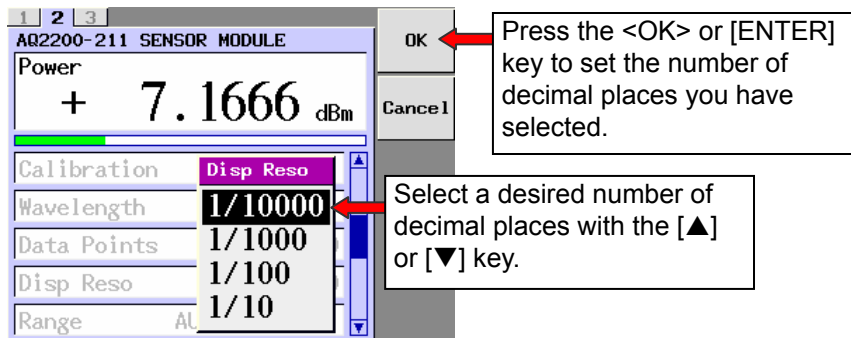 1 2 3
AQ2200-211 SENSOR MODULE
Power
+ 7.1666 dBm
OK
Cancel
Press the <OK> or [ENTER]
key to set the number of
decimal places you have
selected.
Calibration
Wavelength
Data Points
Disp Reso
Range
Disp Reso
1/10000
1/1000
1/100
1/10
Select a desired number of
decimal places with the [▲]
or [▼] key.